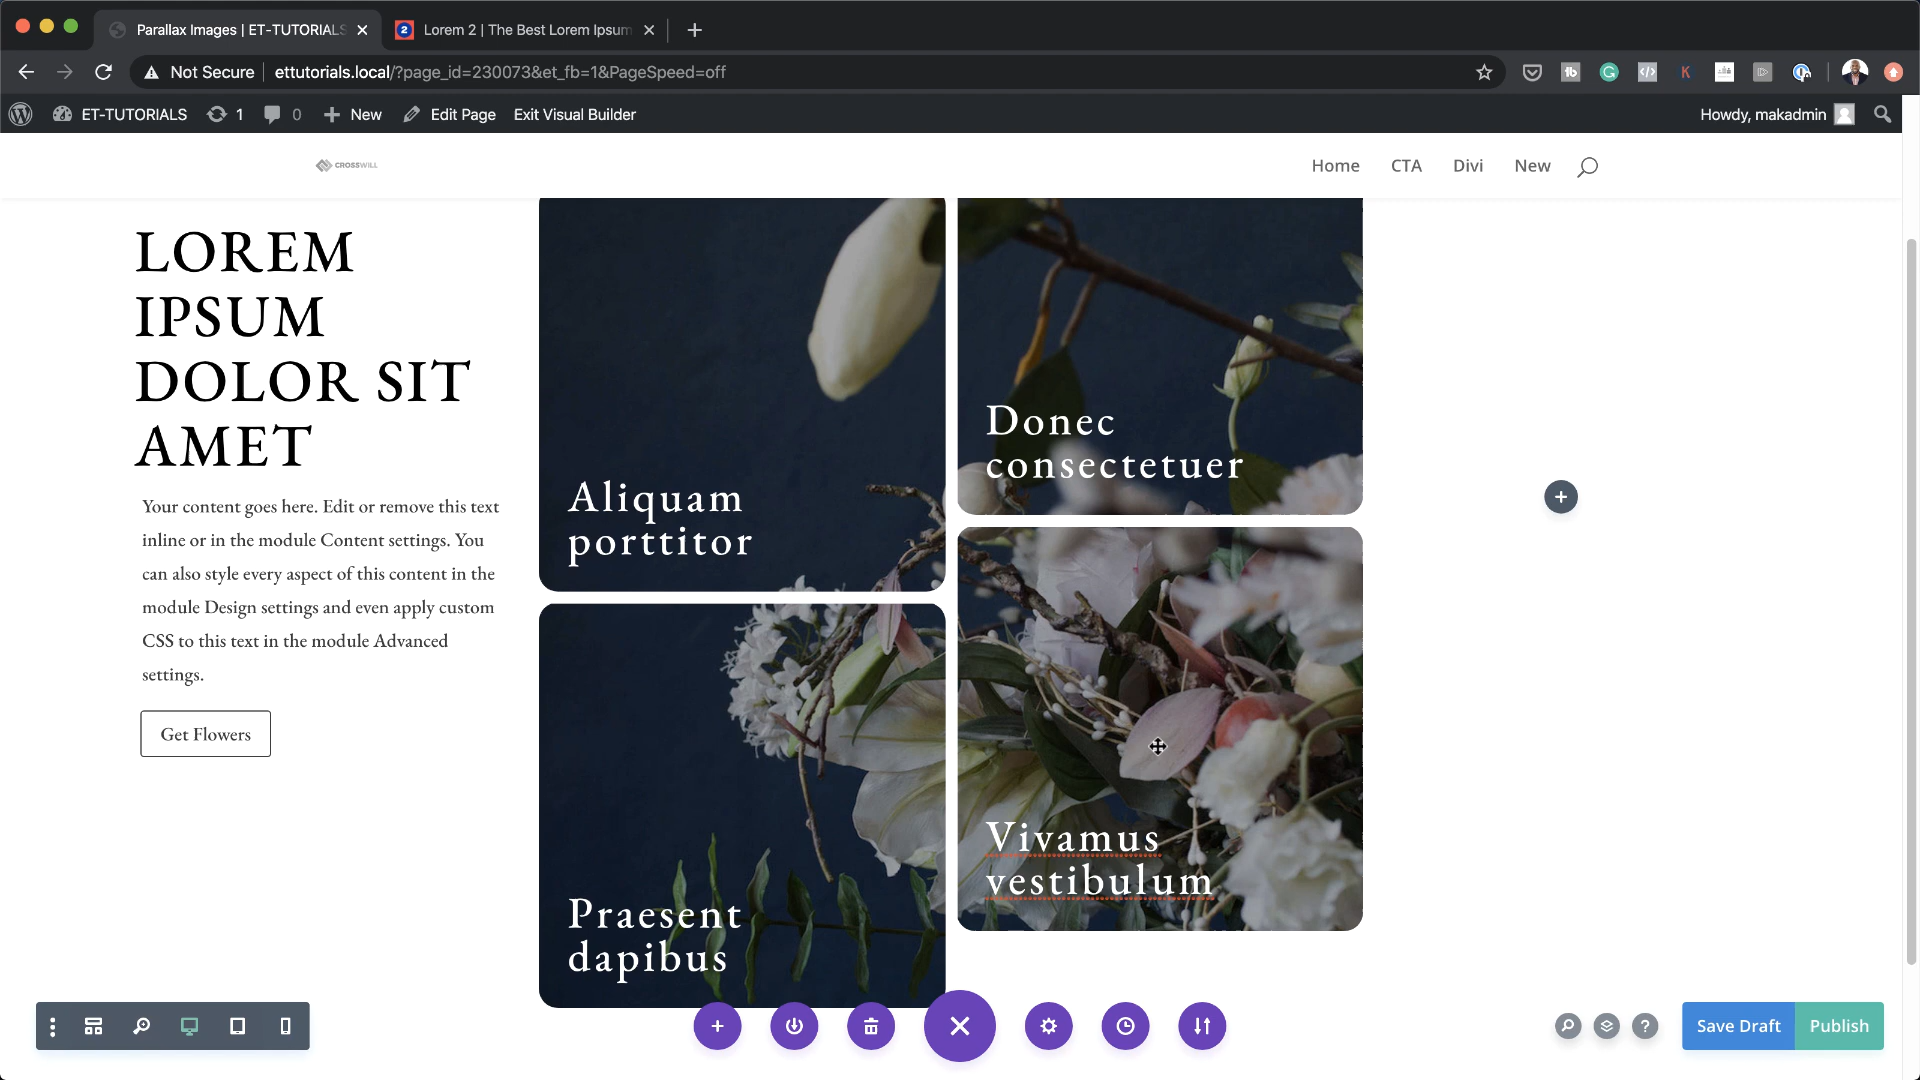 Parallax Images | ET-TUTORIALS
2 Lorem 2 | The Best Lorem Ipsum
Not Secure ettutorials.local/?page_id=230073&et_fb=1&PageSpeed=off
ET-TUTORIALS 1 0 New Edit Page Exit Visual Builder Howdy, makadmin
CROSSWILL
Home CTA Divi New
LOREM
IPSUM
DOLOR SIT
AMET
Your content goes here. Edit or remove this text
inline or in the module Content settings. You
can also style every aspect of this content in the
module Design settings and even apply custom
CSS to this text in the module Advanced
settings.
Get Flowers
Aliquam
porttitor
Donec
consectetuer
Praesent
dapibus
Vivamus
vestibulum
Save Draft Publish